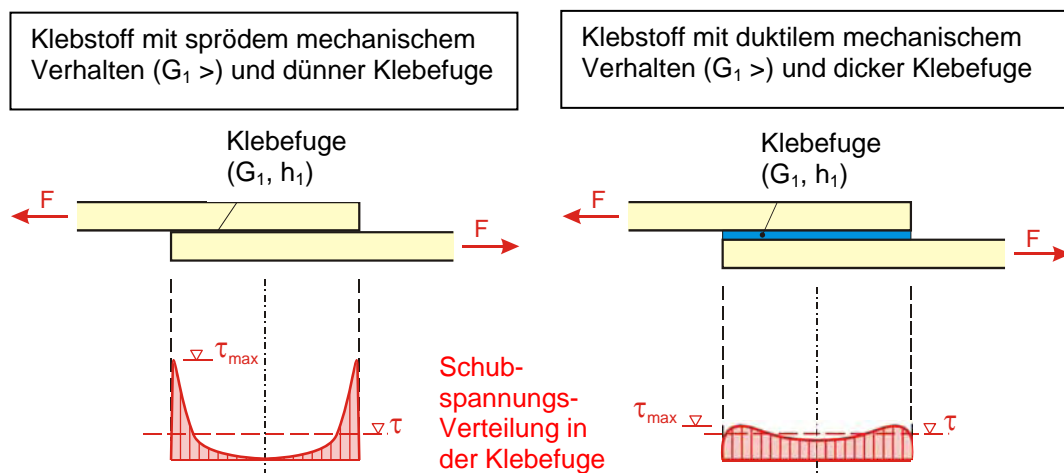 Klebstoff mit sprödem mechanischem
Verhalten (G₁ >) und dünner Klebefuge
Klebstoff mit duktilem mechanischem
Verhalten (G₁ >) und dicker Klebefuge
Klebefuge
(G₁, h₁)
F
F
Klebefuge
(G₁, h₁)
F
F
τmax
τ
Schub-
spannungs-
Verteilung in
der Klebefuge
τmax
τ